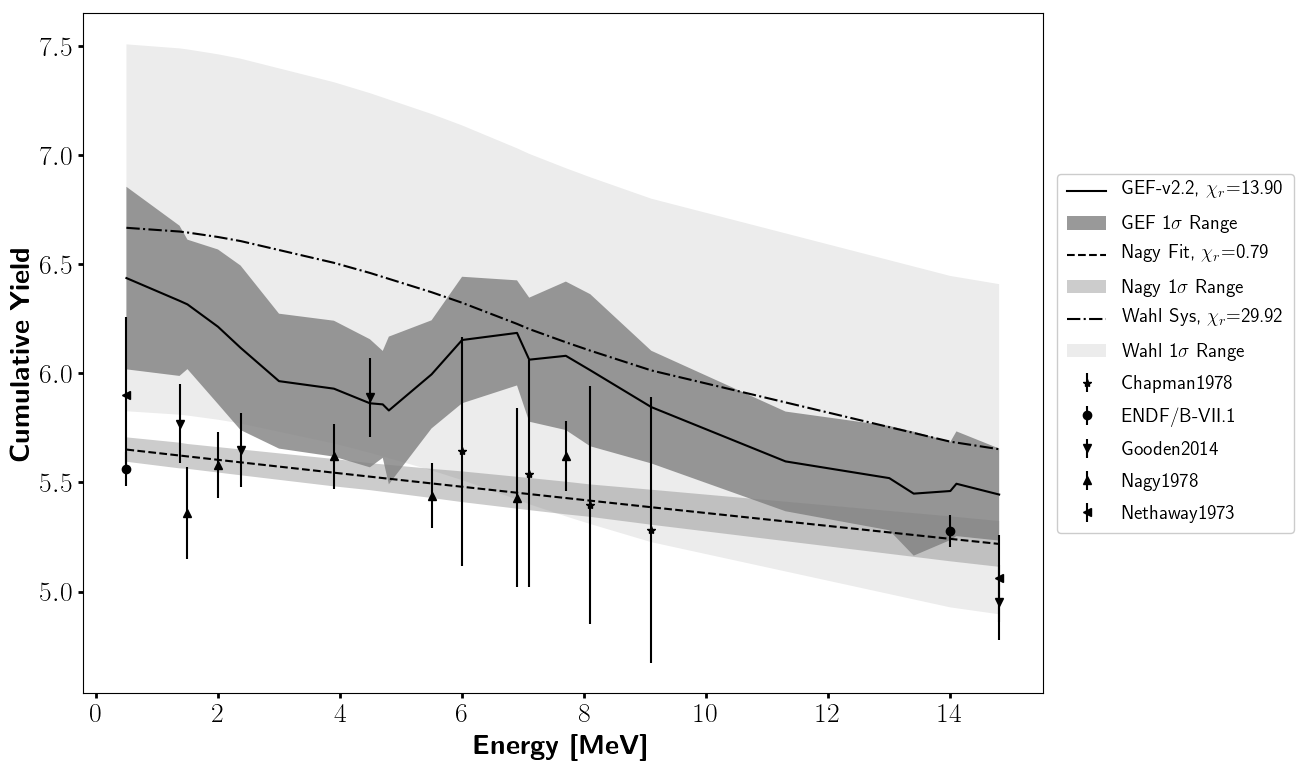 7.5
7.0
6.5
6.0
5.5
5.0
Cumulative Yield
0 2 4 6 8 10 12 14
Energy [MeV]
GEF-v2.2, χr=13.90
GEF 1σ Range
Nagy Fit, χr=0.79
Nagy 1σ Range
Wahl Sys, χr=29.92
Wahl 1σ Range
Chapman1978
ENDF/B-VII.1
Gooden2014
Nagy1978
Nethaway1973